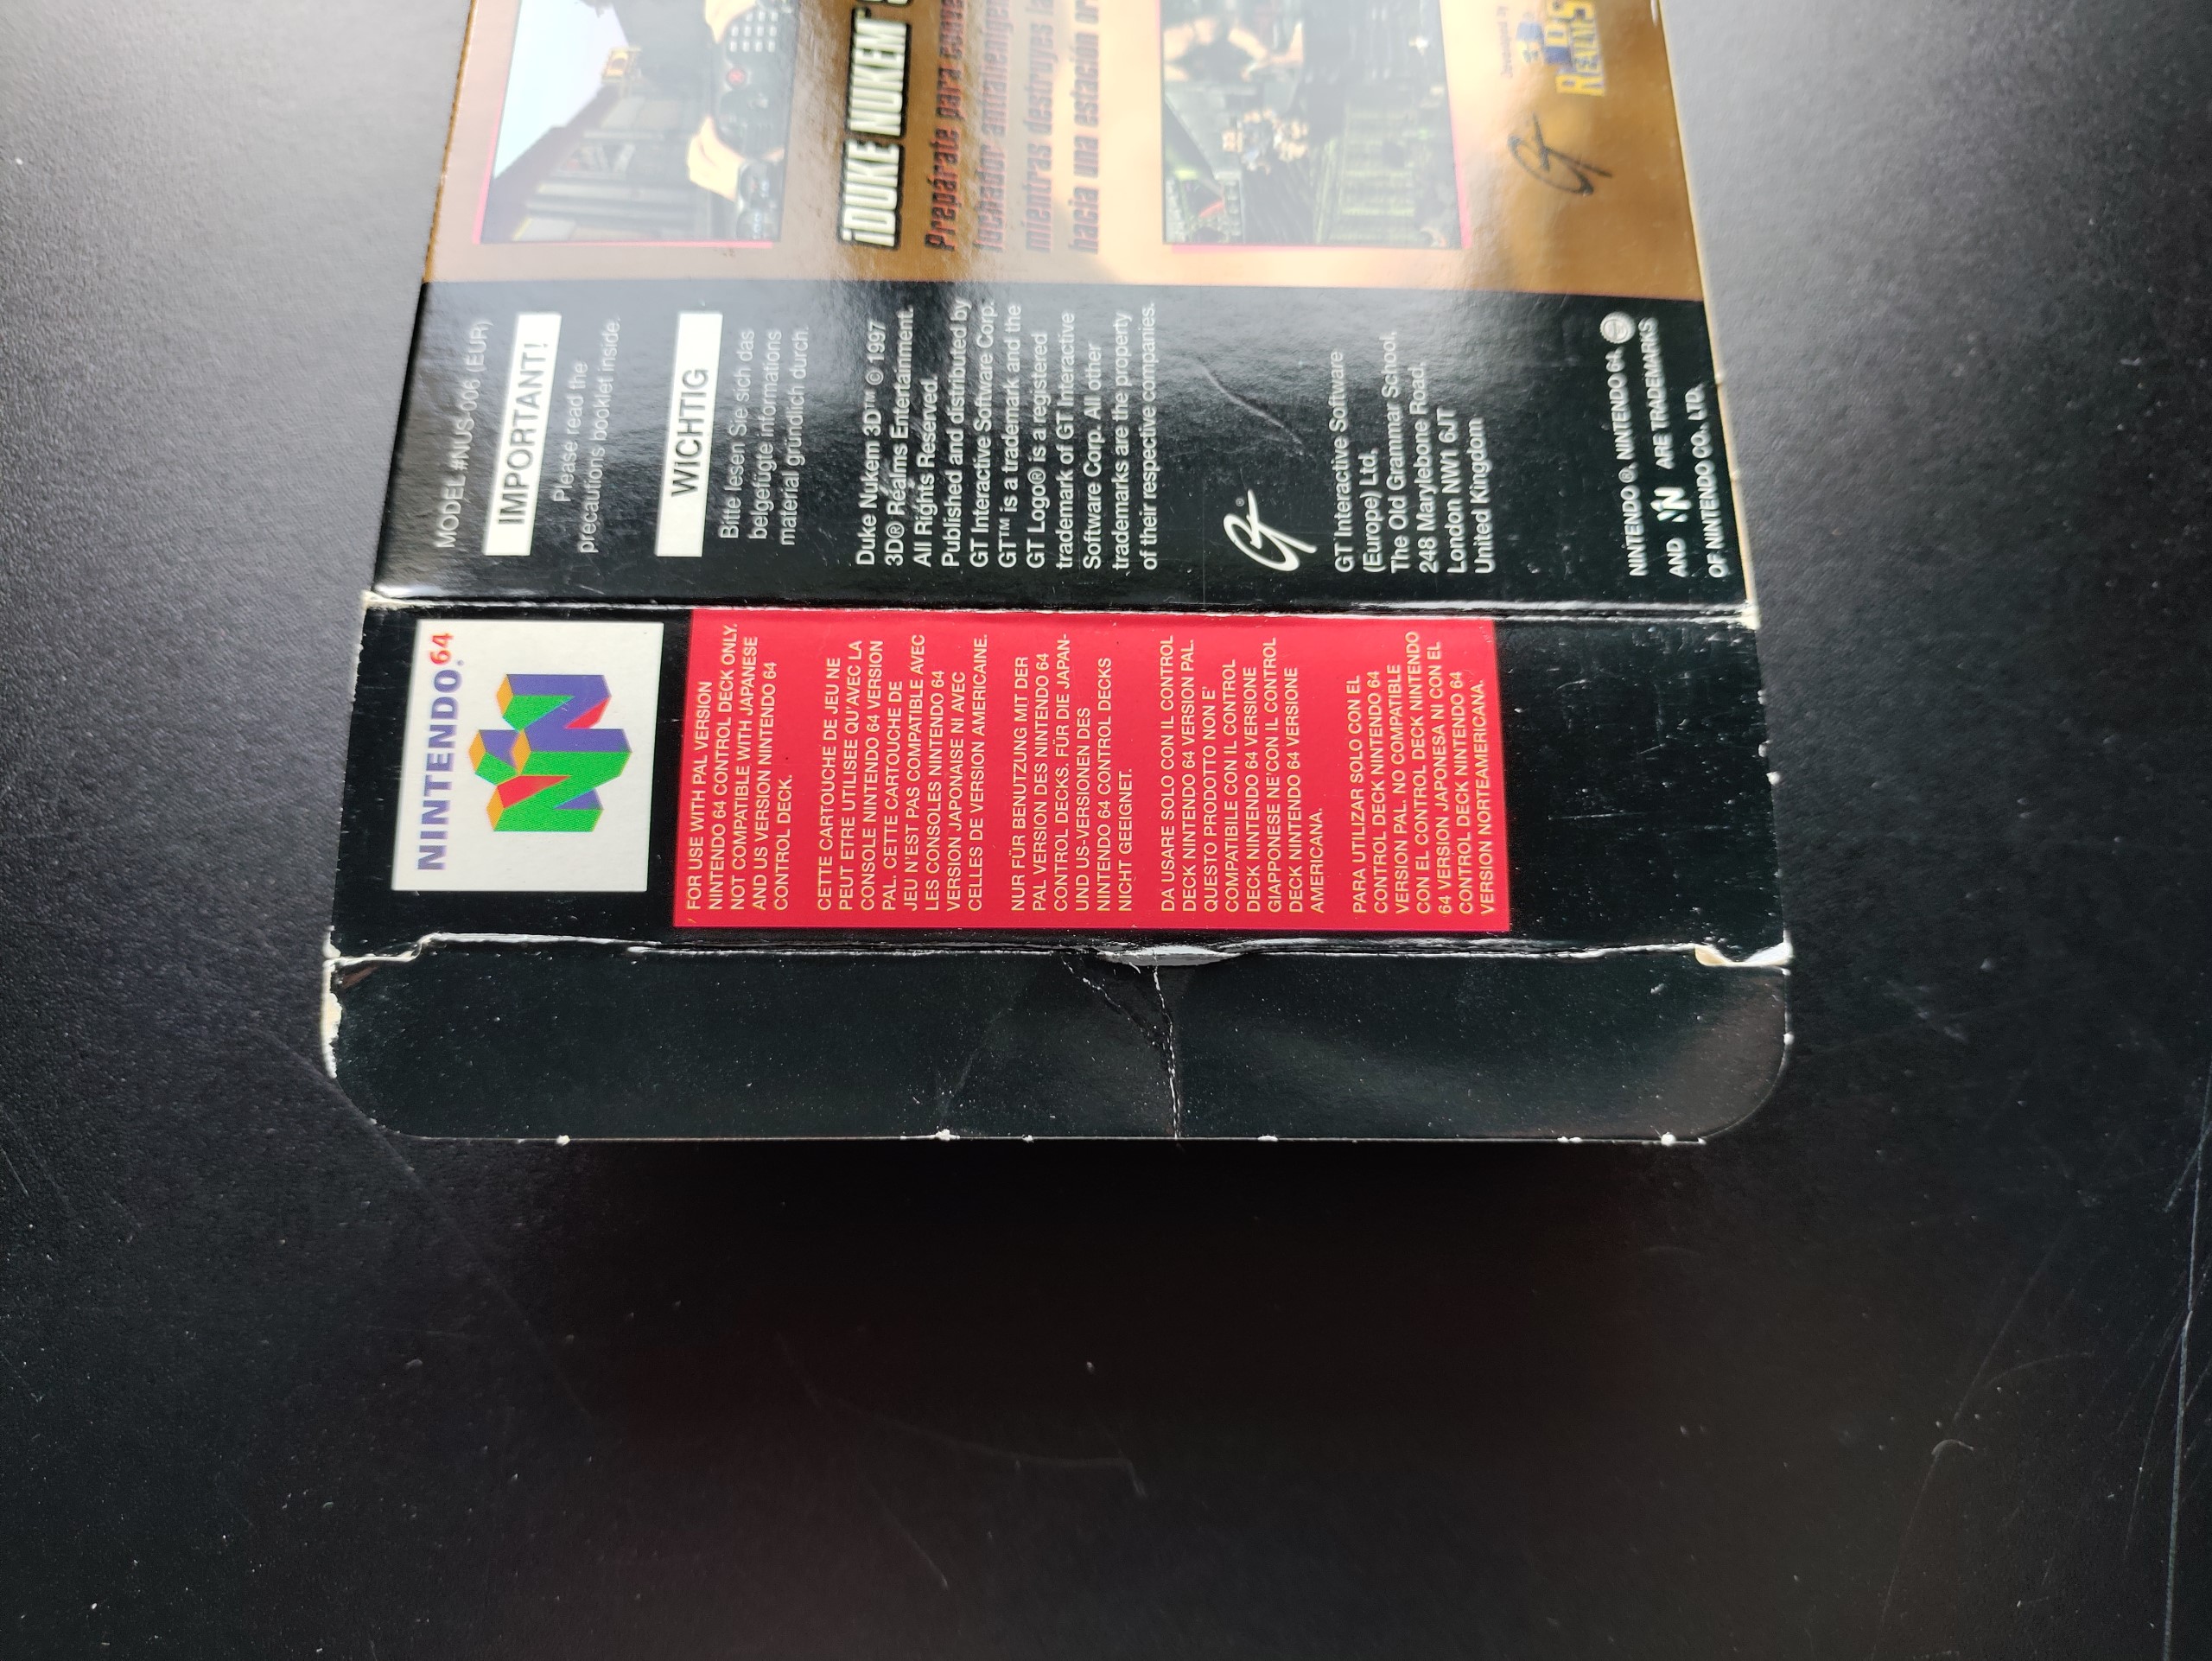 ¡DUKE NUKEM
Prepárate para
luchador antialienígena
mientras destruyes
hacia una estación
3D
REALMS
GT
MODEL #NUS-006 (EUR)
IMPORTANT!
Please read the
precautions booklet inside.
WICHTIG
Bitte lesen Sie sich das
beigefügte informations
material gründlich durch.
Duke Nukem 3D™ © 1997
3D® Realms Entertainment.
All Rights Reserved.
Published and distributed by
GT Interactive Software Corp.
GT™ is a trademark and the
GT Logo® is a registered
trademark of GT Interactive
Software Corp. All other
trademarks are the property
of their respective companies.
GT®
GT Interactive Software
(Europe) Ltd.
The Old Grammar School,
248 Marylebone Road,
London NW1 6JT
United Kingdom
NINTENDO ®, NINTENDO 64,
AND N ARE TRADEMARKS
OF NINTENDO CO., LTD.
NINTENDO 64
FOR USE WITH PAL VERSION
NINTENDO 64 CONTROL DECK ONLY.
NOT COMPATIBLE WITH JAPANESE
AND US VERSION NINTENDO 64
CONTROL DECK.
CETTE CARTOUCHE DE JEU NE
PEUT ETRE UTILISEE QU'AVEC LA
CONSOLE NINTENDO 64 VERSION
PAL. CETTE CARTOUCHE DE
JEU N'EST PAS COMPATIBLE AVEC
LES CONSOLES NINTENDO 64
VERSION JAPONAISE NI AVEC
CELLES DE VERSION AMERICAINE.
NUR FÜR BENUTZUNG MIT DER
PAL VERSION DES NINTENDO 64
CONTROL DECKS. FÜR DIE JAPAN-
UND US-VERSIONEN DES
NINTENDO 64 CONTROL DECKS
NICHT GEEIGNET.
DA USARE SOLO CON IL CONTROL
DECK NINTENDO 64 VERSION PAL.
QUESTO PRODOTTO NON E'
COMPATIBILE CON IL CONTROL
DECK NINTENDO 64 VERSIONE
GIAPPONESE NE'CON IL CONTROL
DECK NINTENDO 64 VERSIONE
AMERICANA.
PARA UTILIZAR SOLO CON EL
CONTROL DECK NINTENDO 64
VERSION PAL. NO COMPATIBLE
CON EL CONTROL DECK NINTENDO
64 VERSION JAPONESA NI CON EL
CONTROL DECK NINTENDO 64
VERSION NORTEAMERICANA.